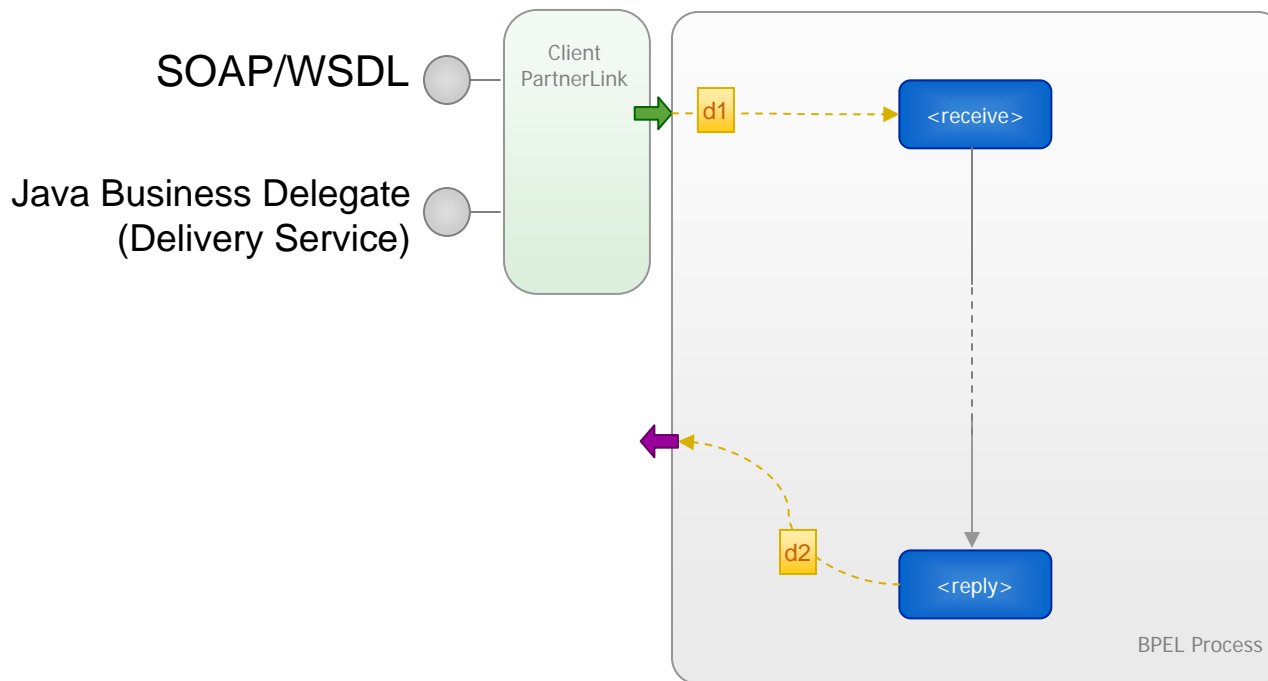 SOAP/WSDL
Client
PartnerLink
d1
<receive>
Java Business Delegate
(Delivery Service)
d2
<reply>
BPEL Process